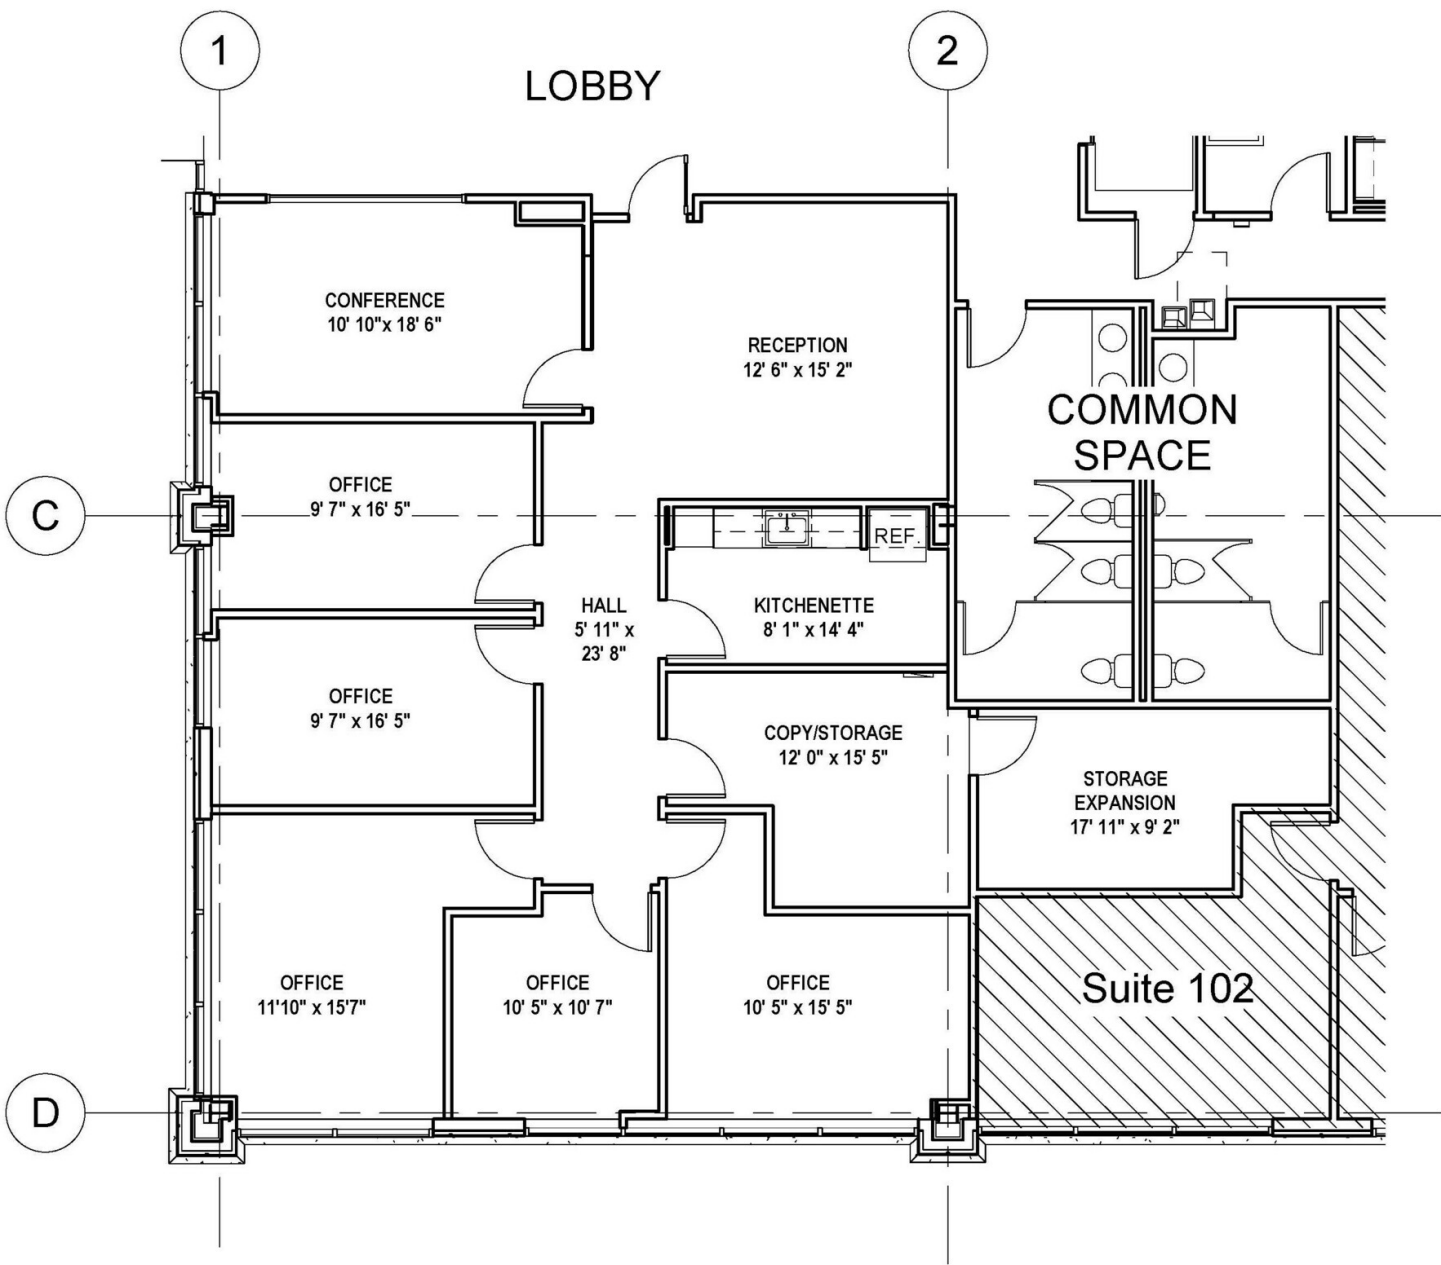 1
2
LOBBY
CONFERENCE
10' 10"x 18' 6"
RECEPTION
12' 6" x 15' 2"
COMMON
SPACE
C
OFFICE
9' 7" x 16' 5"
REF.
HALL
5' 11" x
23' 8"
KITCHENETTE
8' 1" x 14' 4"
OFFICE
9' 7" x 16' 5"
COPY/STORAGE
12' 0" x 15' 5"
STORAGE
EXPANSION
17' 11" x 9' 2"
OFFICE
11'10" x 15'7"
OFFICE
10' 5" x 10' 7"
OFFICE
10' 5" x 15' 5"
Suite 102
D